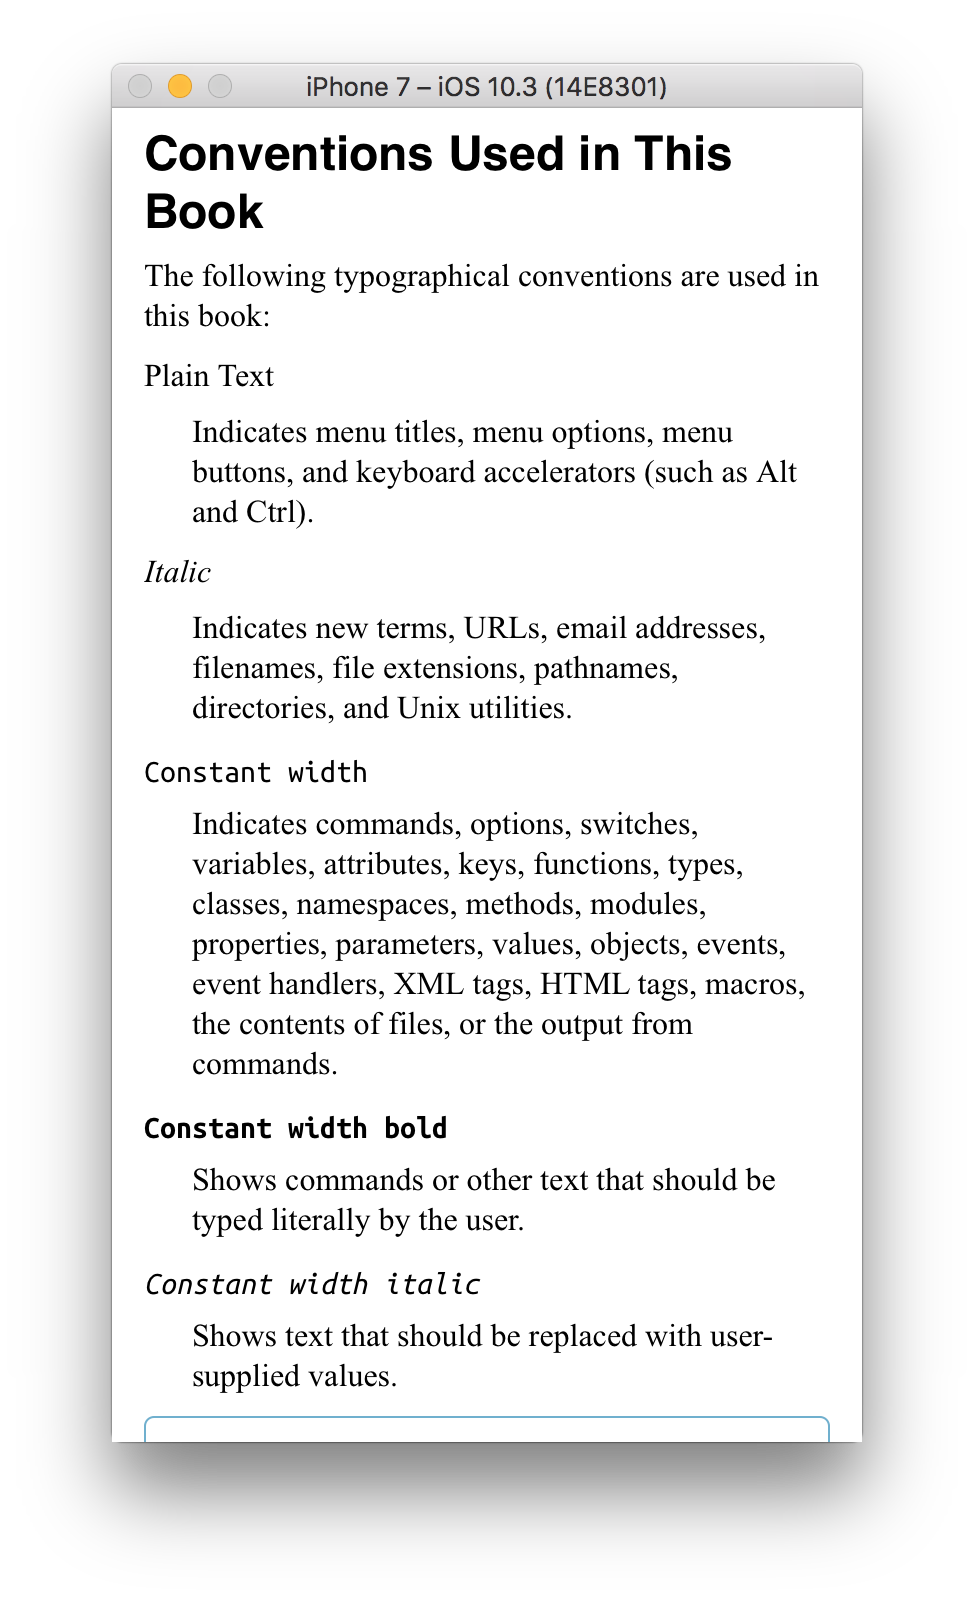 iPhone 7 – iOS 10.3 (14E8301)
Conventions Used in This
Book
The following typographical conventions are used in
this book:
Plain Text
Indicates menu titles, menu options, menu
buttons, and keyboard accelerators (such as Alt
and Ctrl).
Italic
Indicates new terms, URLs, email addresses,
filenames, file extensions, pathnames,
directories, and Unix utilities.
Constant width
Indicates commands, options, switches,
variables, attributes, keys, functions, types,
classes, namespaces, methods, modules,
properties, parameters, values, objects, events,
event handlers, XML tags, HTML tags, macros,
the contents of files, or the output from
commands.
Constant width bold
Shows commands or other text that should be
typed literally by the user.
Constant width italic
Shows text that should be replaced with user-
supplied values.